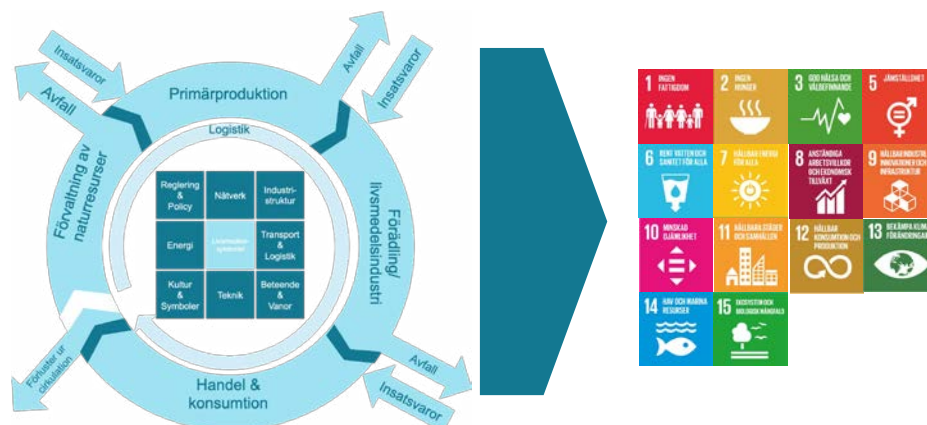 Insatsvaror
Avfall
Avfall
Insatsvaror
Primärproduktion
Logistik
Förvaltning av
naturresurser
Reglering
&
Policy
Nätverk
Industri-
struktur
Energi
Transport
&
Logistik
Kultur
&
Symboler
Teknik
Beteende
&
Vanor
Förädling/
livsmedelsindustri
Förluster ur
cirkulation
Handel &
konsumtion
Avfall
Insatsvaror
1 INGEN
FATTIGDOM
2 INGEN
HUNGER
3 GOD HÄLSA OCH
VÄLBEFINNANDE
5 JÄMSTÄLLDHET
6 RENT VATTEN OCH
SANITET FÖR ALLA
7 HÅLLBAR ENERGI
FÖR ALLA
8 ANSTÄNDIGA
ARBETSVILLKOR
OCH EKONOMISK
TILLVÄXT
9 HÅLLBAR INDUSTRI,
INNOVATIONER OCH
INFRASTRUKTUR
10 MINSKAD
OJÄMLIKHET
11 HÅLLBARA STÄDER
OCH SAMHÄLLEN
12 HÅLLBAR
KONSUMTION OCH
PRODUKTION
13 BEKÄMPA KLIMA
FÖRÄNDRINGAR
14 HAV OCH MARINA
RESURSER
15 EKOSYSTEM OCH
BIOLOGISK MÅNGFALD